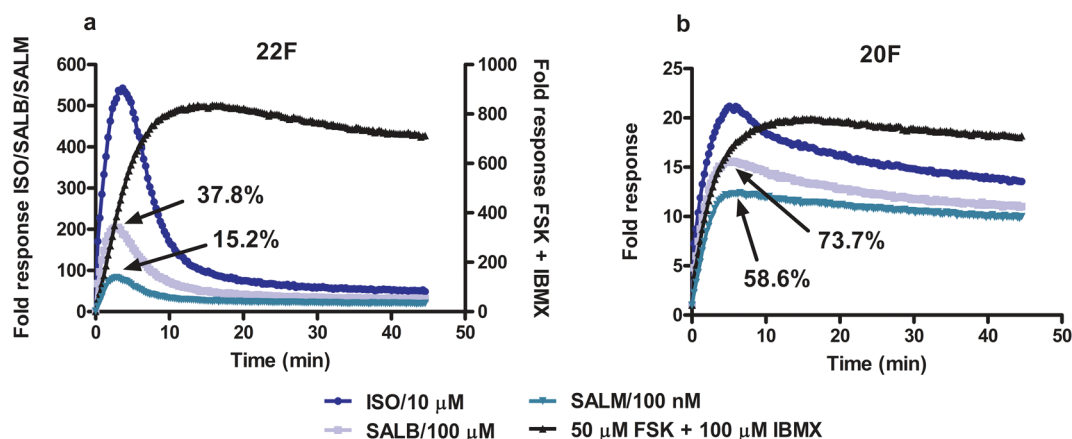 a
22F
Fold response ISO/SALB/SALM
600
500
400
300
200
100
0
37.8%
15.2%
1000
800
600
400
200
0
Fold response FSK + IBMX
0
10
20
30
40
50
Time (min)
b
20F
Fold response
25
20
15
10
5
0
73.7%
58.6%
0
10
20
30
40
50
Time (min)
ISO/10 µM
SALB/100 µM
SALM/100 nM
50 µM FSK + 100 µM IBMX